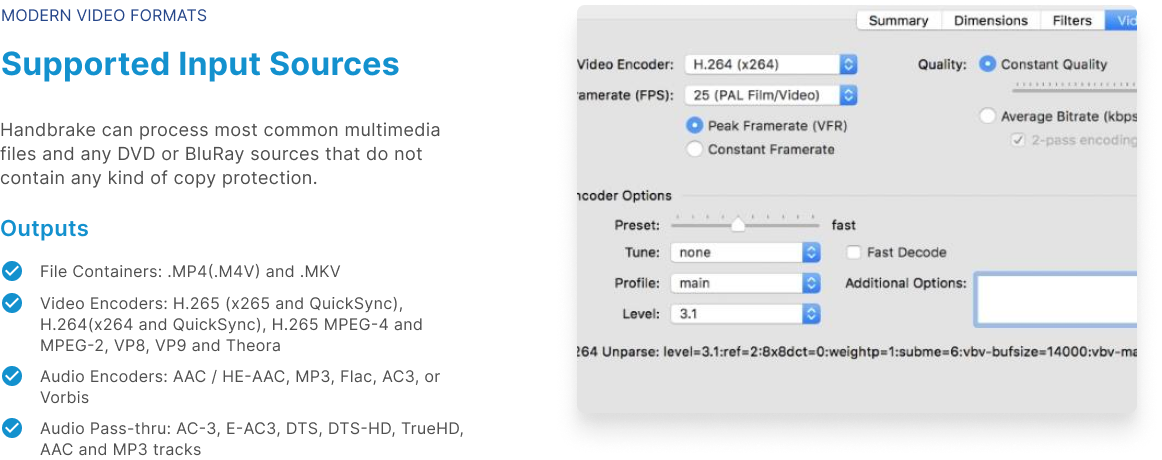 MODERN VIDEO FORMATS
Supported Input Sources
Handbrake can process most common multimedia
files and any DVD or BluRay sources that do not
contain any kind of copy protection.
Outputs
File Containers: .MP4(.M4V) and .MKV
Video Encoders: H.265 (x265 and QuickSync),
H.264(x264 and QuickSync), H.265 MPEG-4 and
MPEG-2, VP8, VP9 and Theora
Audio Encoders: AAC / HE-AAC, MP3, Flac, AC3, or
Vorbis
Audio Pass-thru: AC-3, E-AC3, DTS, DTS-HD, TrueHD,
AAC and MP3 tracks
Summary Dimensions Filters Vid
Video Encoder: H.264 (x264) Quality: Constant Quality
amerate (FPS): 25 (PAL Film/Video)
Average Bitrate (kbps
Peak Framerate (VFR)
2-pass encoding
Constant Framerate
ncoder Options
Preset: fast
Tune: none Fast Decode
Profile: main Additional Options:
Level: 3.1
264 Unparse: level=3.1:ref=2:8x8dct=0:weightp=1:subme=6:vbv-bufsize=14000:vbv-ma